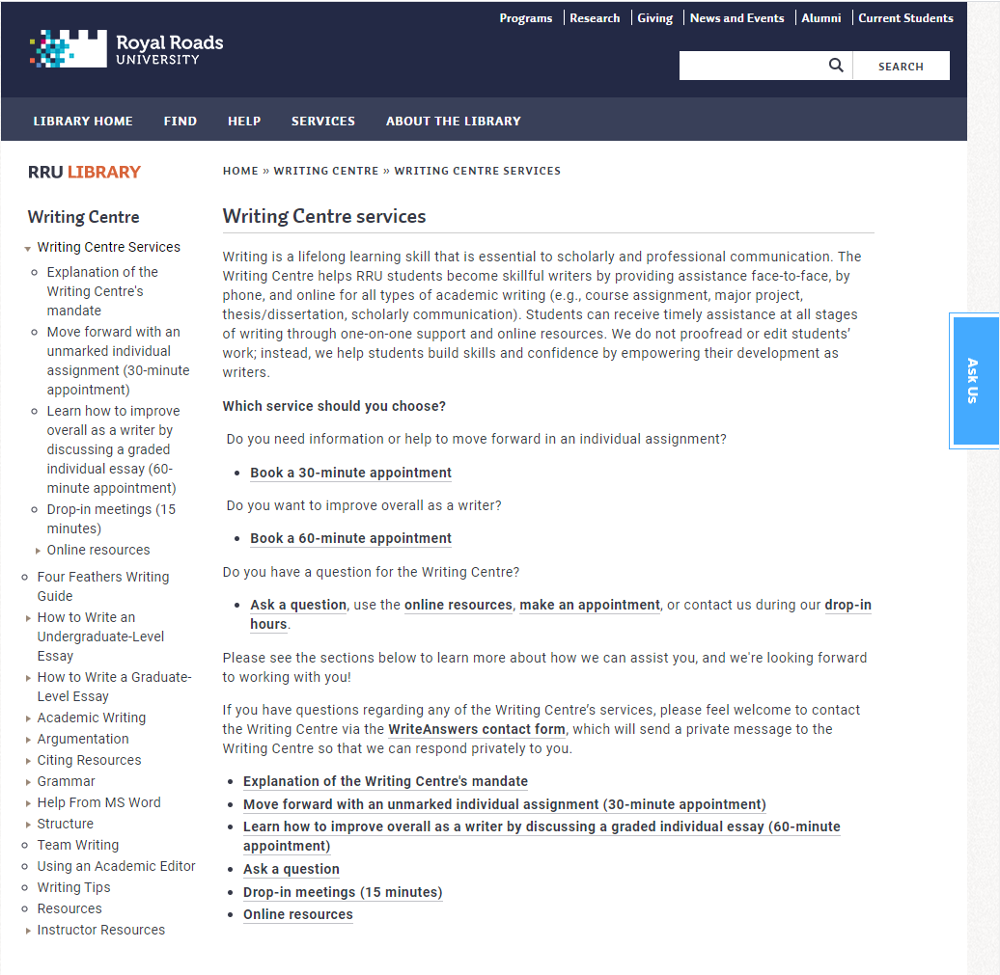 Programs Research Giving News and Events Alumni Current Students
Royal Roads
UNIVERSITY
SEARCH
LIBRARY HOME FIND HELP SERVICES ABOUT THE LIBRARY
RRU LIBRARY
HOME » WRITING CENTRE » WRITING CENTRE SERVICES
Writing Centre
Writing Centre Services
Explanation of the
Writing Centre's
mandate
Move forward with an
unmarked individual
assignment (30-minute
appointment)
Learn how to improve
overall as a writer by
discussing a graded
individual essay (60-
minute appointment)
Drop-in meetings (15
minutes)
Online resources
Four Feathers Writing
Guide
How to Write an
Undergraduate-Level
Essay
How to Write a Graduate-
Level Essay
Academic Writing
Argumentation
Citing Resources
Grammar
Help From MS Word
Structure
Team Writing
Using an Academic Editor
Writing Tips
Resources
Instructor Resources
Writing Centre services
Writing is a lifelong learning skill that is essential to scholarly and professional communication. The
Writing Centre helps RRU students become skillful writers by providing assistance face-to-face, by
phone, and online for all types of academic writing (e.g., course assignment, major project,
thesis/dissertation, scholarly communication). Students can receive timely assistance at all stages
of writing through one-on-one support and online resources. We do not proofread or edit students’
work; instead, we help students build skills and confidence by empowering their development as
writers.
Which service should you choose?
Do you need information or help to move forward in an individual assignment?
Book a 30-minute appointment
Do you want to improve overall as a writer?
Book a 60-minute appointment
Do you have a question for the Writing Centre?
Ask a question, use the online resources, make an appointment, or contact us during our drop-in
hours.
Please see the sections below to learn more about how we can assist you, and we're looking forward
to working with you!
If you have questions regarding any of the Writing Centre’s services, please feel welcome to contact
the Writing Centre via the WriteAnswers contact form, which will send a private message to the
Writing Centre so that we can respond privately to you.
Explanation of the Writing Centre's mandate
Move forward with an unmarked individual assignment (30-minute appointment)
Learn how to improve overall as a writer by discussing a graded individual essay (60-minute
appointment)
Ask a question
Drop-in meetings (15 minutes)
Online resources
Ask Us